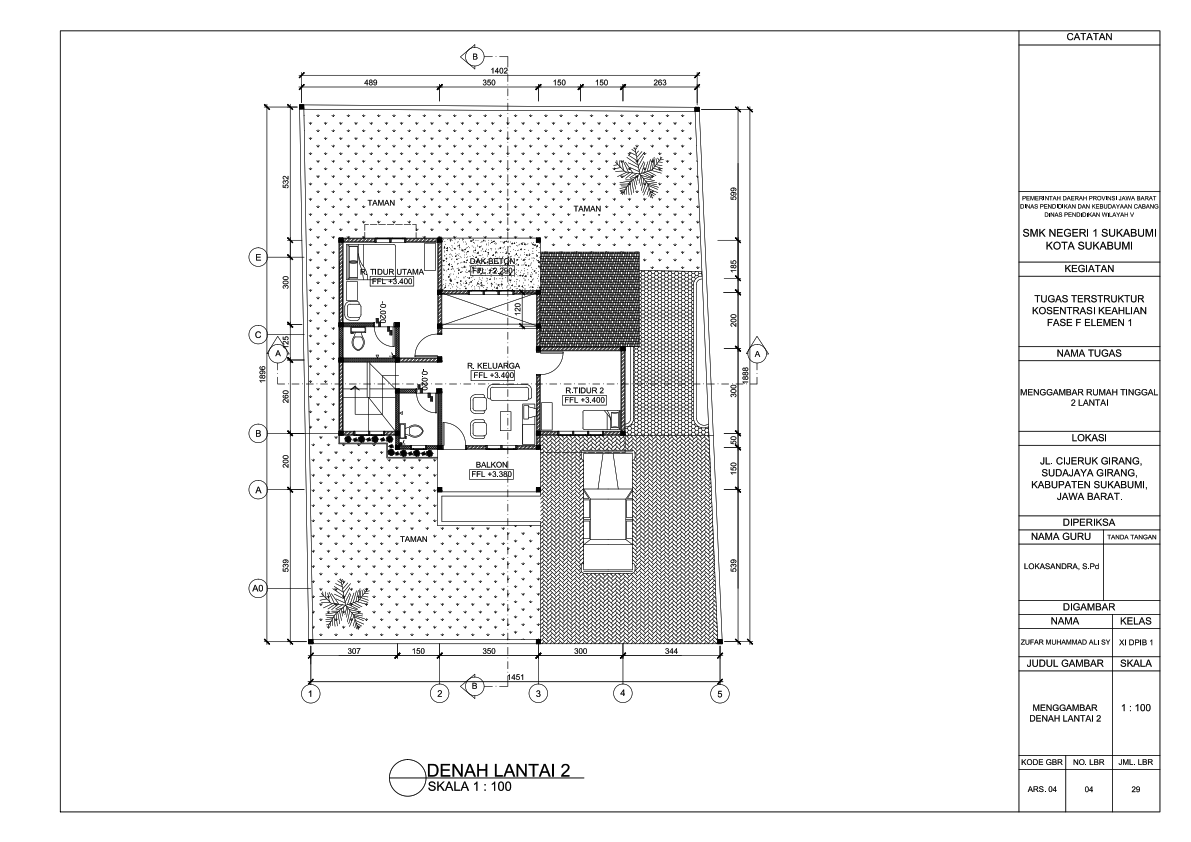 B
1402
489
350
150
150
263
532
300
125
260
200
539
1896
599
185
200
300
50
150
539
1888
E
C
A
B
A
A0
A
TAMAN
TAMAN
R. TIDUR UTAMA
FFL +3.400
DAK BETON
FFL +2.290
-0.020
120
R. KELUARGA
FFL +3.400
-0.020
R.TIDUR 2
FFL +3.400
BALKON
FFL +3.380
TAMAN
307
150
350
300
344
1451
B
1
2
3
4
5
DENAH LANTAI 2
SKALA 1 : 100
CATATAN
PEMERINTAH DAERAH PROVINSI JAWA BARAT
DINAS PENDIDIKAN DAN KEBUDAYAAN CABANG
DINAS PENDIDIKAN WILAYAH V
SMK NEGERI 1 SUKABUMI
KOTA SUKABUMI
KEGIATAN
TUGAS TERSTRUKTUR
KOSENTRASI KEAHLIAN
FASE F ELEMEN 1
NAMA TUGAS
MENGGAMBAR RUMAH TINGGAL
2 LANTAI
LOKASI
JL. CIJERUK GIRANG,
SUDAJAYA GIRANG,
KABUPATEN SUKABUMI,
JAWA BARAT.
DIPERIKSA
NAMA GURU TANDA TANGAN
LOKASANDRA, S.Pd
DIGAMBAR
NAMA KELAS
ZUFAR MUHAMMAD ALI SY XI DPIB 1
JUDUL GAMBAR SKALA
MENGGAMBAR 1 : 100
DENAH LANTAI 2
KODE GBR NO. LBR JML. LBR
ARS. 04 04 29